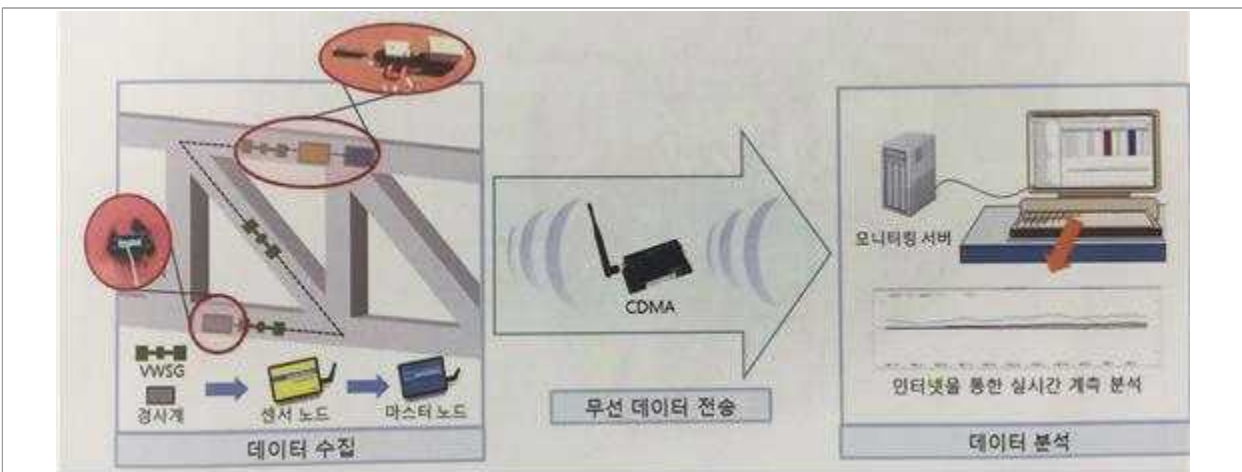 VWSG
경사계
센서 노드
마스터 노드
데이터 수집
CDMA
무선 데이터 전송
모니터링 서버
인터넷을 통한 실시간 계측 분석
데이터 분석